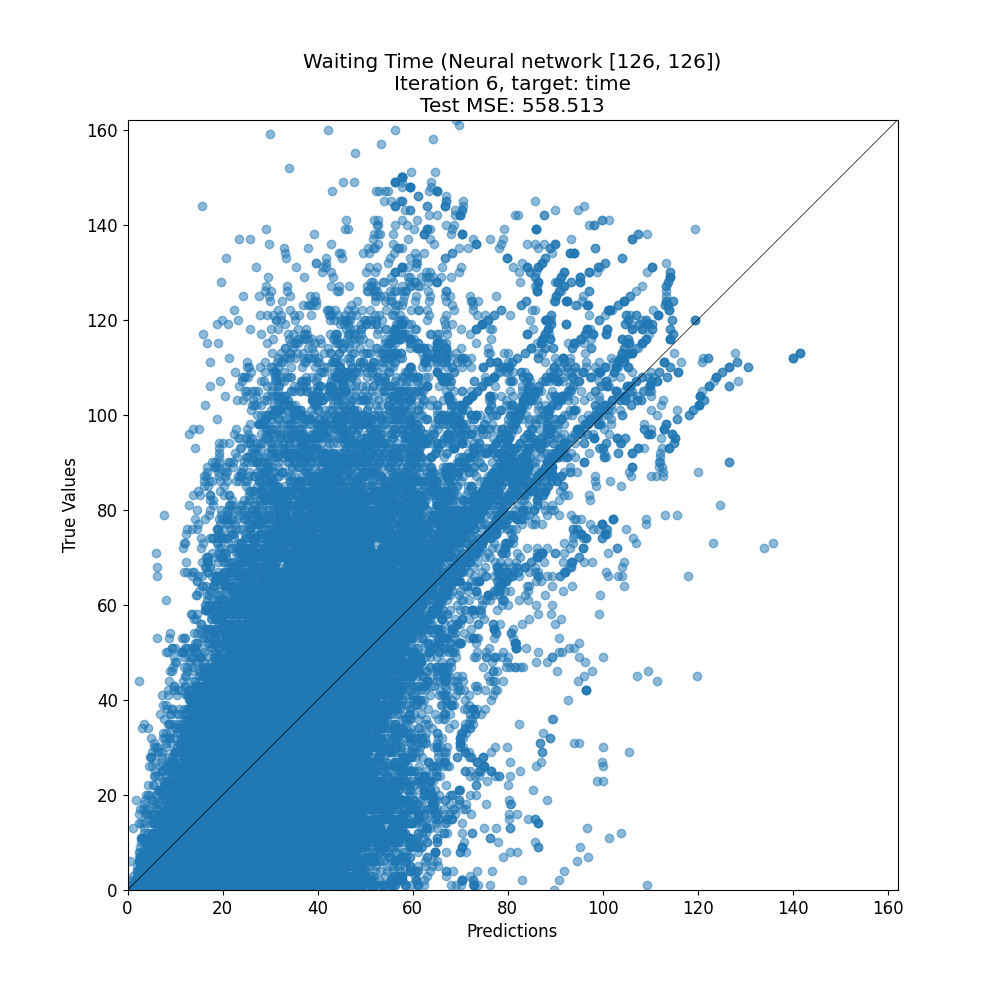 Waiting Time (Neural network [126, 126])
Iteration 6, target: time
Test MSE: 558.513
160
140
120
100
80
60
40
20
0
True Values
0 20 40 60 80 100 120 140 160
Predictions